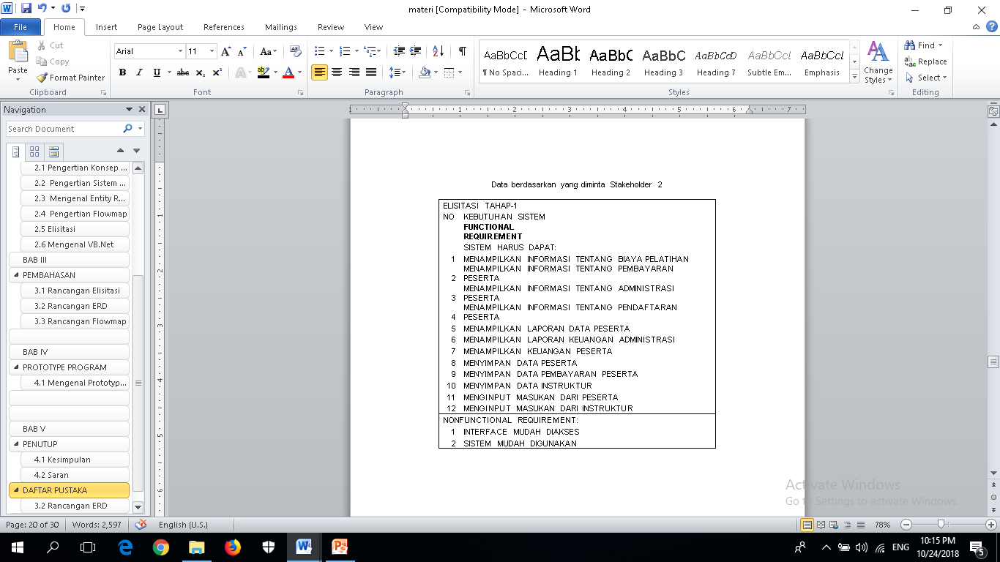 materi [Compatibility Mode] - Microsoft Word
File Home Insert Page Layout References Mailings Review View
Paste
Cut
Copy
Format Painter
Clipboard
Arial 11
Font
Paragraph
AaBbCcD AaBb AaBbC AaBbC AaBbCcD AaBbCcl AaBbCc
¶ No Spaci... Heading 1 Heading 2 Heading 3 Heading 7 Subtle Em... Emphasis
Change Styles
Styles
Find
Replace
Select
Editing
Navigation
Search Document
2.1 Pengertian Konsep ...
2.2 Pengertian Sistem ...
2.3 Mengenal Entity R...
2.4 Pengertian Flowmap
2.5 Elisitasi
2.6 Mengenal VB.Net
BAB III
PEMBAHASAN
3.1 Rancangan Elisitasi
3.2 Rancangan ERD
3.3 Rancangan Flowmap
BAB IV
PROTOTYPE PROGRAM
4.1 Mengenal Prototyp...
BAB V
PENUTUP
4.1 Kesimpulan
4.2 Saran
DAFTAR PUSTAKA
3.2 Rancangan ERD
Data berdasarkan yang diminta Stakeholder 2
ELISITASI TAHAP-1
NO KEBUTUHAN SISTEM
FUNCTIONAL
REQUIREMENT
SISTEM HARUS DAPAT:
1 MENAMPILKAN INFORMASI TENTANG BIAYA PELATIHAN
MENAMPILKAN INFORMASI TENTANG PEMBAYARAN
2 PESERTA
MENAMPILKAN INFORMASI TENTANG ADMINISTRASI
3 PESERTA
MENAMPILKAN INFORMASI TENTANG PENDAFTARAN
4 PESERTA
5 MENAMPILKAN LAPORAN DATA PESERTA
6 MENAMPILKAN LAPORAN KEUANGAN ADMINISTRASI
7 MENAMPILKAN KEUANGAN PESERTA
8 MENYIMPAN DATA PESERTA
9 MENYIMPAN DATA PEMBAYARAN PESERTA
10 MENYIMPAN DATA INSTRUKTUR
11 MENGINPUT MASUKAN DARI PESERTA
12 MENGINPUT MASUKAN DARI INSTRUKTUR
NONFUNCTIONAL REQUIREMENT:
1 INTERFACE MUDAH DIAKSES
2 SISTEM MUDAH DIGUNAKAN
Activate Windows
Go to Settings to activate Windows.
Page: 20 of 30 Words: 2,597 English (U.S.) 78%
ENG
10:15 PM
10/24/2018
5